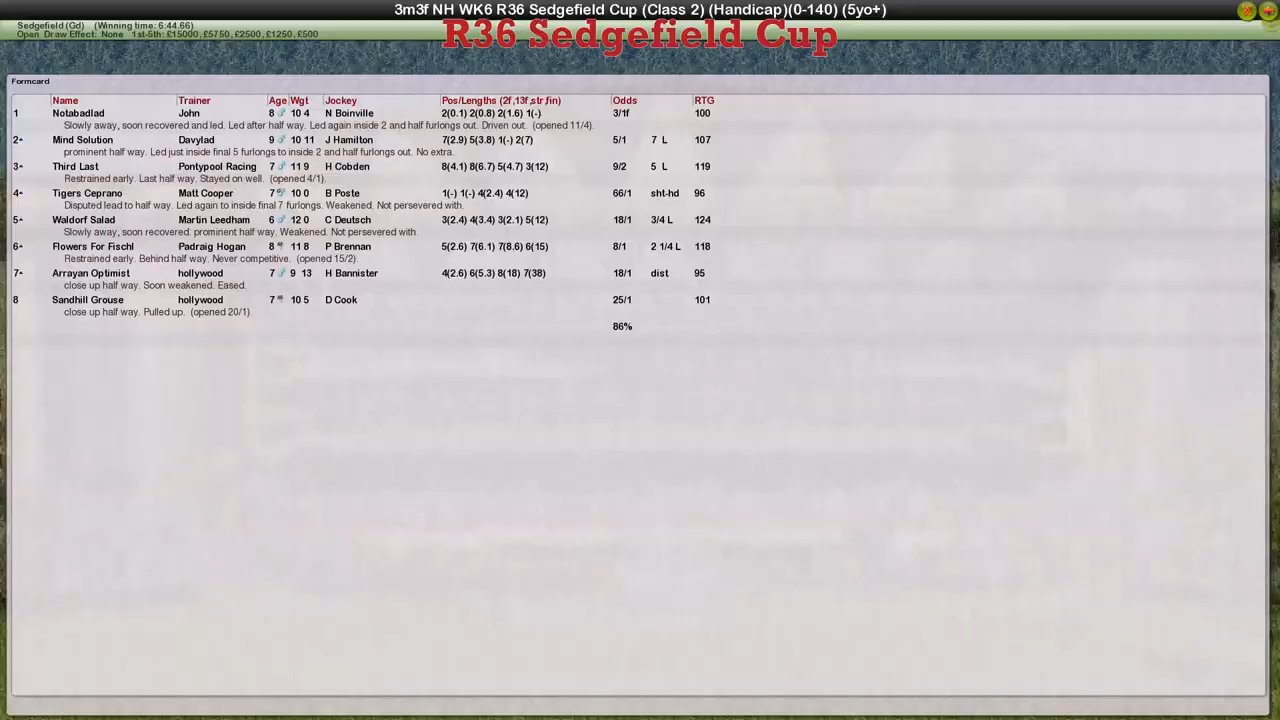 3m3f NH WK6 R36 Sedgefield Cup (Class 2) (Handicap)(0-140) (5yo+)
Sedgefield (Gd) (Winning time: 6:44.66)
Open Draw Effect: None 1st-5th: £15000, £5750, £2500, £1250, £500
R36 Sedgefield Cup
Formcard
Name Trainer Age Wgt Jockey Pos/Lengths (2f,13f,str,fin) Odds RTG
1 Notabadlad John 8 10 4 N Boinville 2(0.1) 2(0.8) 2(1.6) 1(-) 3/1f 100
Slowly away, soon recovered and led. Led after half way. Led again inside 2 and half furlongs out. Driven out. (opened 11/4).
2 Mind Solution Davylad 9 10 11 J Hamilton 7(2.9) 5(3.8) 1(-) 2(7) 5/1 7 L 107
prominent half way. Led just inside final 5 furlongs to inside 2 and half furlongs out. No extra.
3 Third Last Pontypool Racing 7 11 9 H Cobden 8(4.1) 8(6.7) 5(4.7) 3(12) 9/2 5 L 119
Restrained early. Last half way. Stayed on well. (opened 4/1).
4 Tigers Ceprano Matt Cooper 7 10 0 B Poste 1(-) 1(-) 4(2.4) 4(12) 66/1 sht-hd 96
Disputed lead to half way. Led again to inside final 7 furlongs. Weakened. Not persevered with.
5 Waldorf Salad Martin Leedham 6 12 0 C Deutsch 3(2.4) 4(3.4) 3(2.1) 5(12) 18/1 3/4 L 124
Slowly away, soon recovered. prominent half way. Weakened. Not persevered with.
6 Flowers For Fischl Padraig Hogan 8 11 8 P Brennan 5(2.6) 7(6.1) 7(8.6) 6(15) 8/1 2 1/4 L 118
Restrained early. Behind half way. Never competitive. (opened 15/2).
7 Arrayan Optimist hollywood 7 9 13 H Bannister 4(2.6) 6(5.3) 8(18) 7(38) 18/1 dist 95
close up half way. Soon weakened. Eased.
8 Sandhill Grouse hollywood 7 10 5 D Cook 25/1 101
close up half way. Pulled up. (opened 20/1).
86%